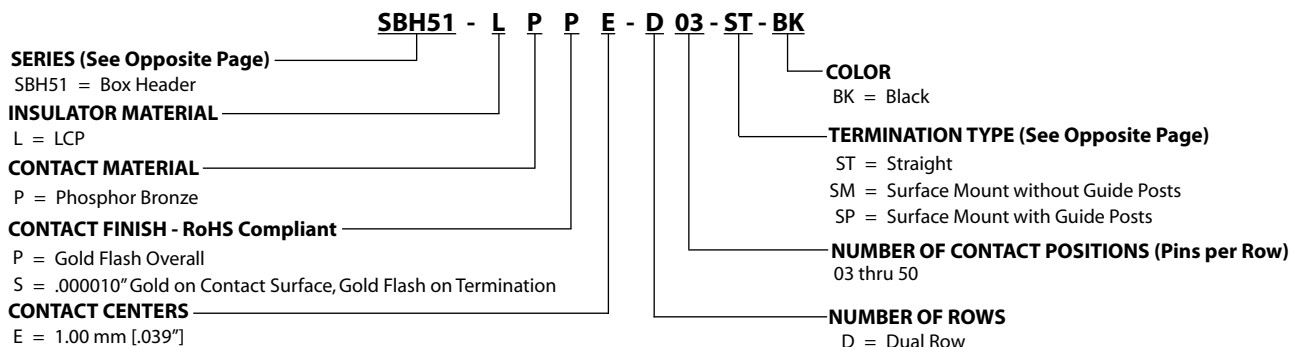 SBH51 - L P P E - D 03 - ST - BK
SERIES (See Opposite Page)
SBH51 = Box Header
INSULATOR MATERIAL
L = LCP
CONTACT MATERIAL
P = Phosphor Bronze
CONTACT FINISH - RoHS Compliant
P = Gold Flash Overall
S = .000010" Gold on Contact Surface, Gold Flash on Termination
CONTACT CENTERS
E = 1.00 mm [.039"]
COLOR
BK = Black
TERMINATION TYPE (See Opposite Page)
ST = Straight
SM = Surface Mount without Guide Posts
SP = Surface Mount with Guide Posts
NUMBER OF CONTACT POSITIONS (Pins per Row)
03 thru 50
NUMBER OF ROWS
D = Dual Row